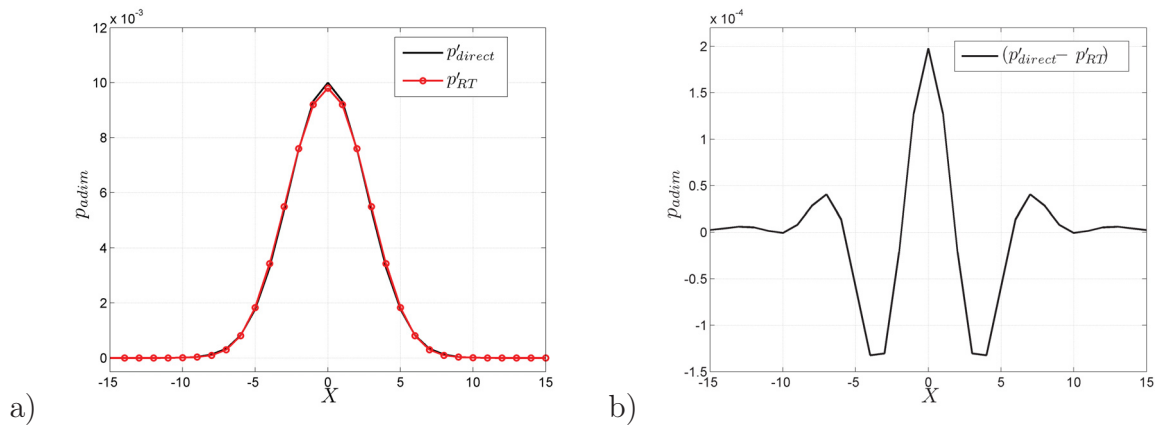 x 10⁻³
12
10
8
6
4
2
0
-15 -10 -5 0 5 10 15
X
p_adim
p'_direct
p'_RT
a)
x 10⁻⁴
2
1.5
1
0.5
0
-0.5
-1
-1.5
-15 -10 -5 0 5 10 15
X
p_adim
(p'_direct − p'_RT)
b)